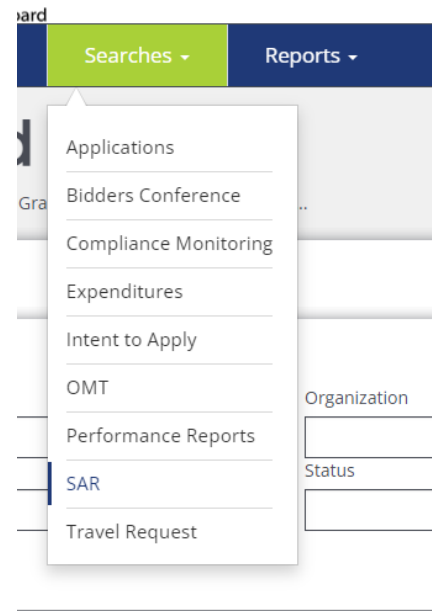 oard
Searches Reports
d
Applications
Gra
Bidders Conference
..
Compliance Monitoring
Expenditures
Intent to Apply
OMT
Organization
Performance Reports
Status
SAR
Travel Request